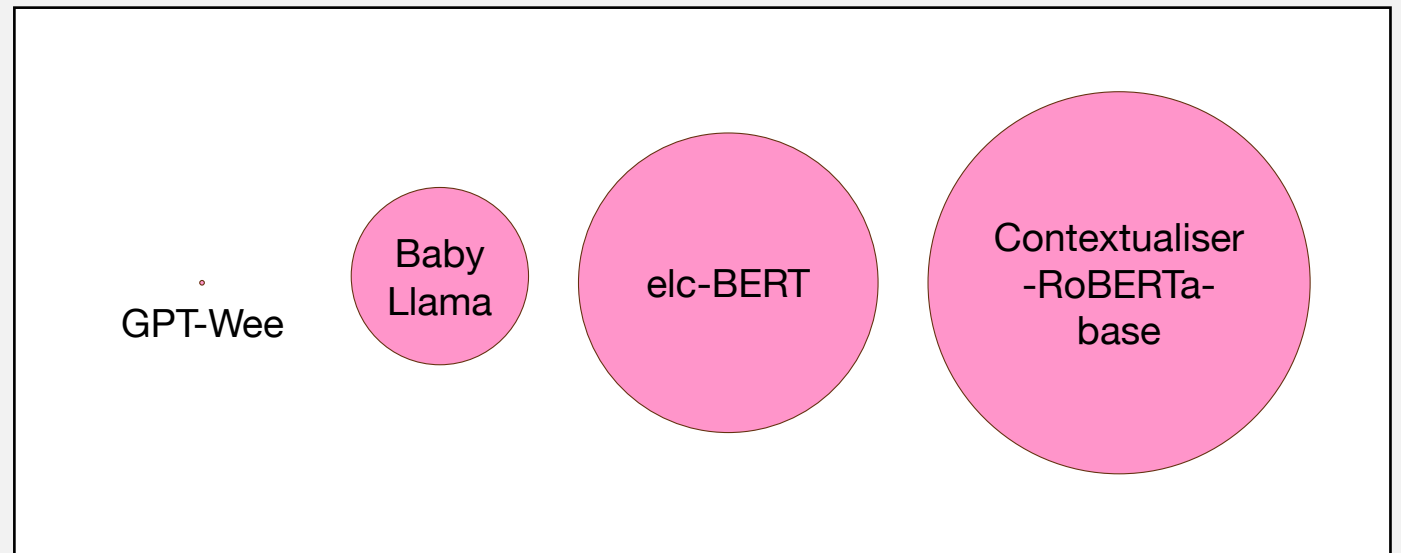 GPT-Wee
Baby
Llama
elc-BERT
Contextualiser
-RoBERTa-
base